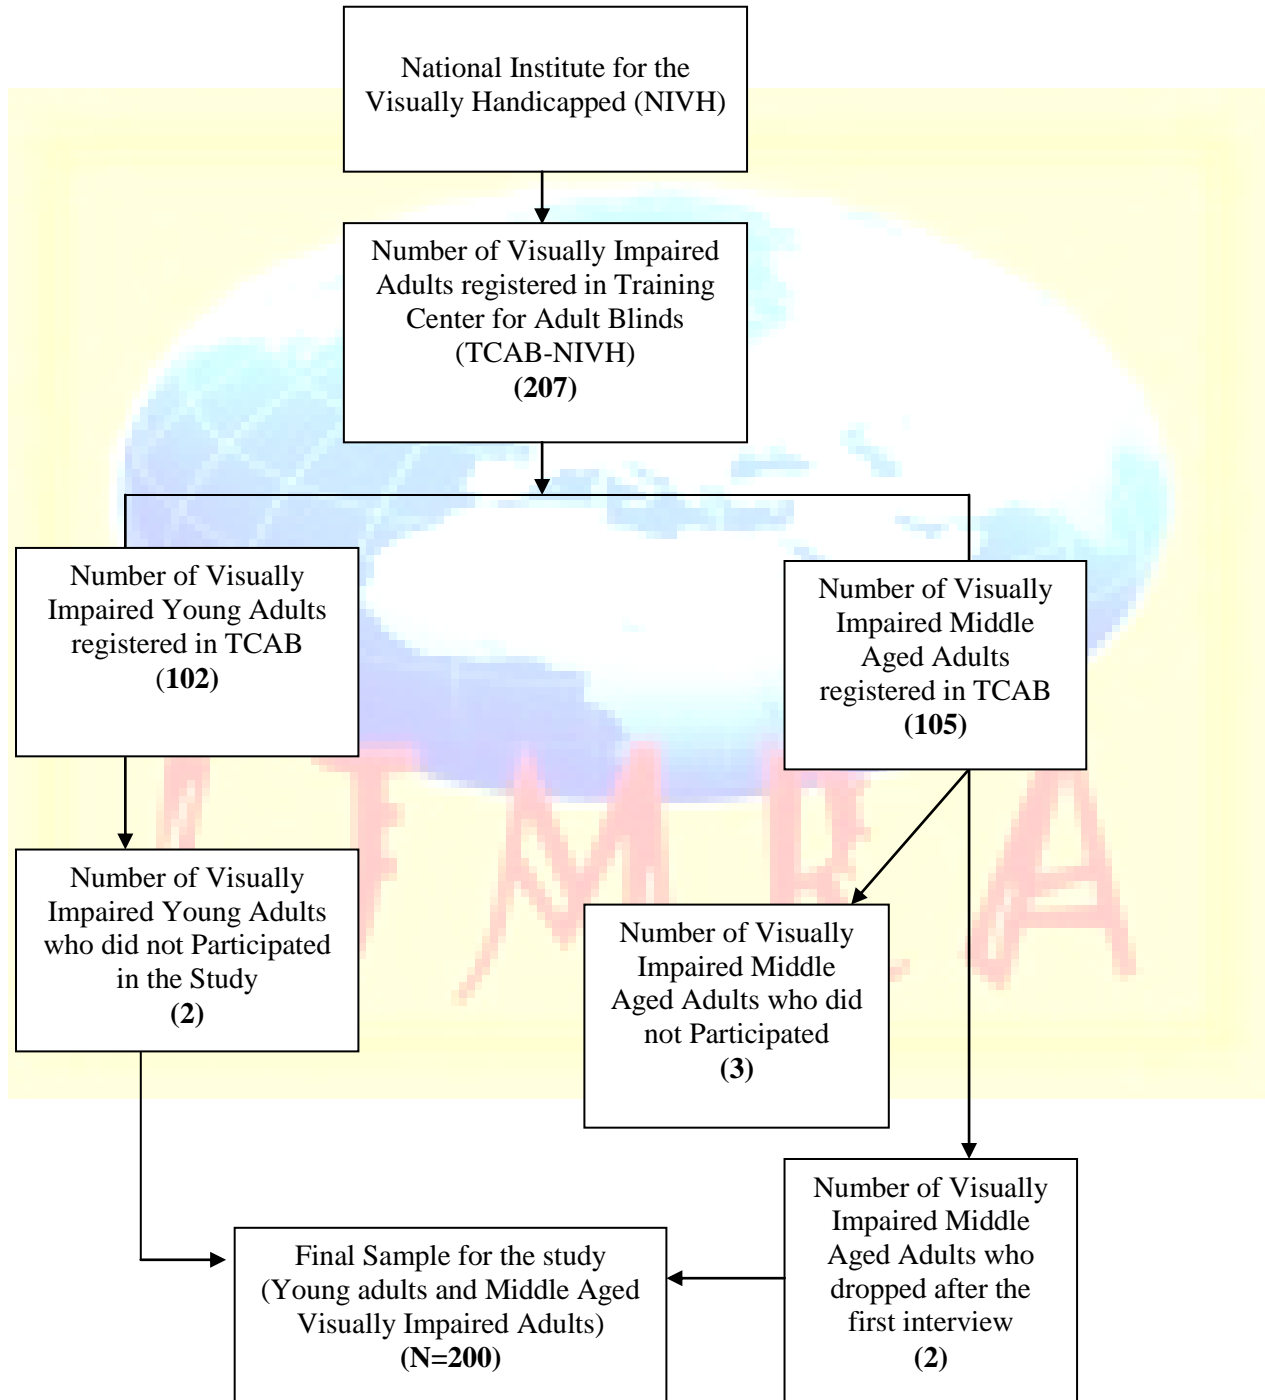 National Institute for the
Visually Handicapped (NIVH)
Number of Visually Impaired
Adults registered in Training
Center for Adult Blinds
(TCAB-NIVH)
(207)
Number of Visually
Impaired Young Adults
registered in TCAB
(102)
Number of Visually
Impaired Middle
Aged Adults
registered in TCAB
(105)
Number of Visually
Impaired Young Adults
who did not Participated
in the Study
(2)
Number of Visually
Impaired Middle
Aged Adults who did
not Participated
(3)
Number of Visually
Impaired Middle
Aged Adults who
dropped after the
first interview
(2)
Final Sample for the study
(Young adults and Middle Aged
Visually Impaired Adults)
(N=200)